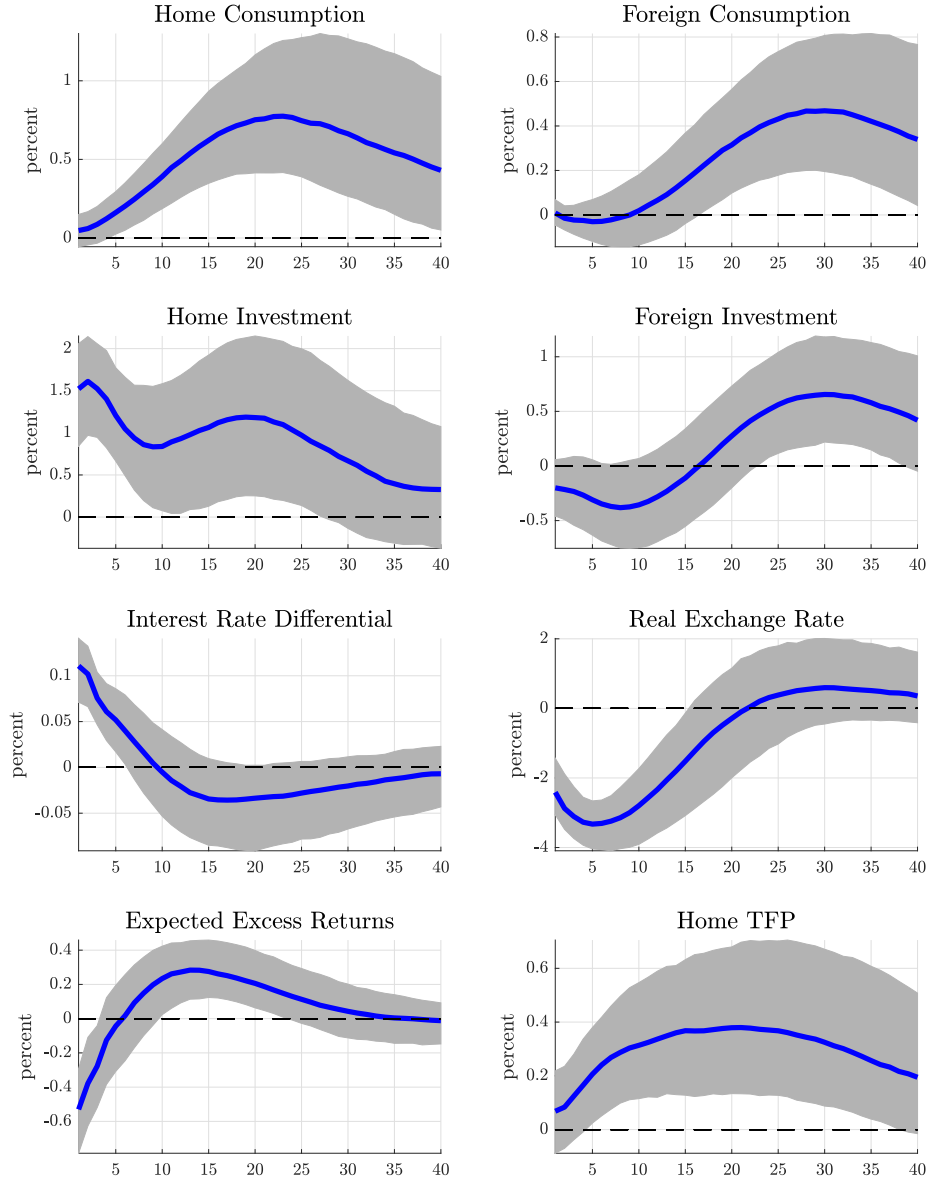 Home Consumption
percent
1
0.5
0
5 10 15 20 25 30 35 40
Foreign Consumption
percent
0.8
0.6
0.4
0.2
0
5 10 15 20 25 30 35 40
Home Investment
percent
2
1.5
1
0.5
0
5 10 15 20 25 30 35 40
Foreign Investment
percent
1
0.5
0
-0.5
5 10 15 20 25 30 35 40
Interest Rate Differential
percent
0.1
0.05
0
-0.05
5 10 15 20 25 30 35 40
Real Exchange Rate
percent
2
0
-2
-4
5 10 15 20 25 30 35 40
Expected Excess Returns
percent
0.4
0.2
0
-0.2
-0.4
-0.6
5 10 15 20 25 30 35 40
Home TFP
percent
0.6
0.4
0.2
0
5 10 15 20 25 30 35 40